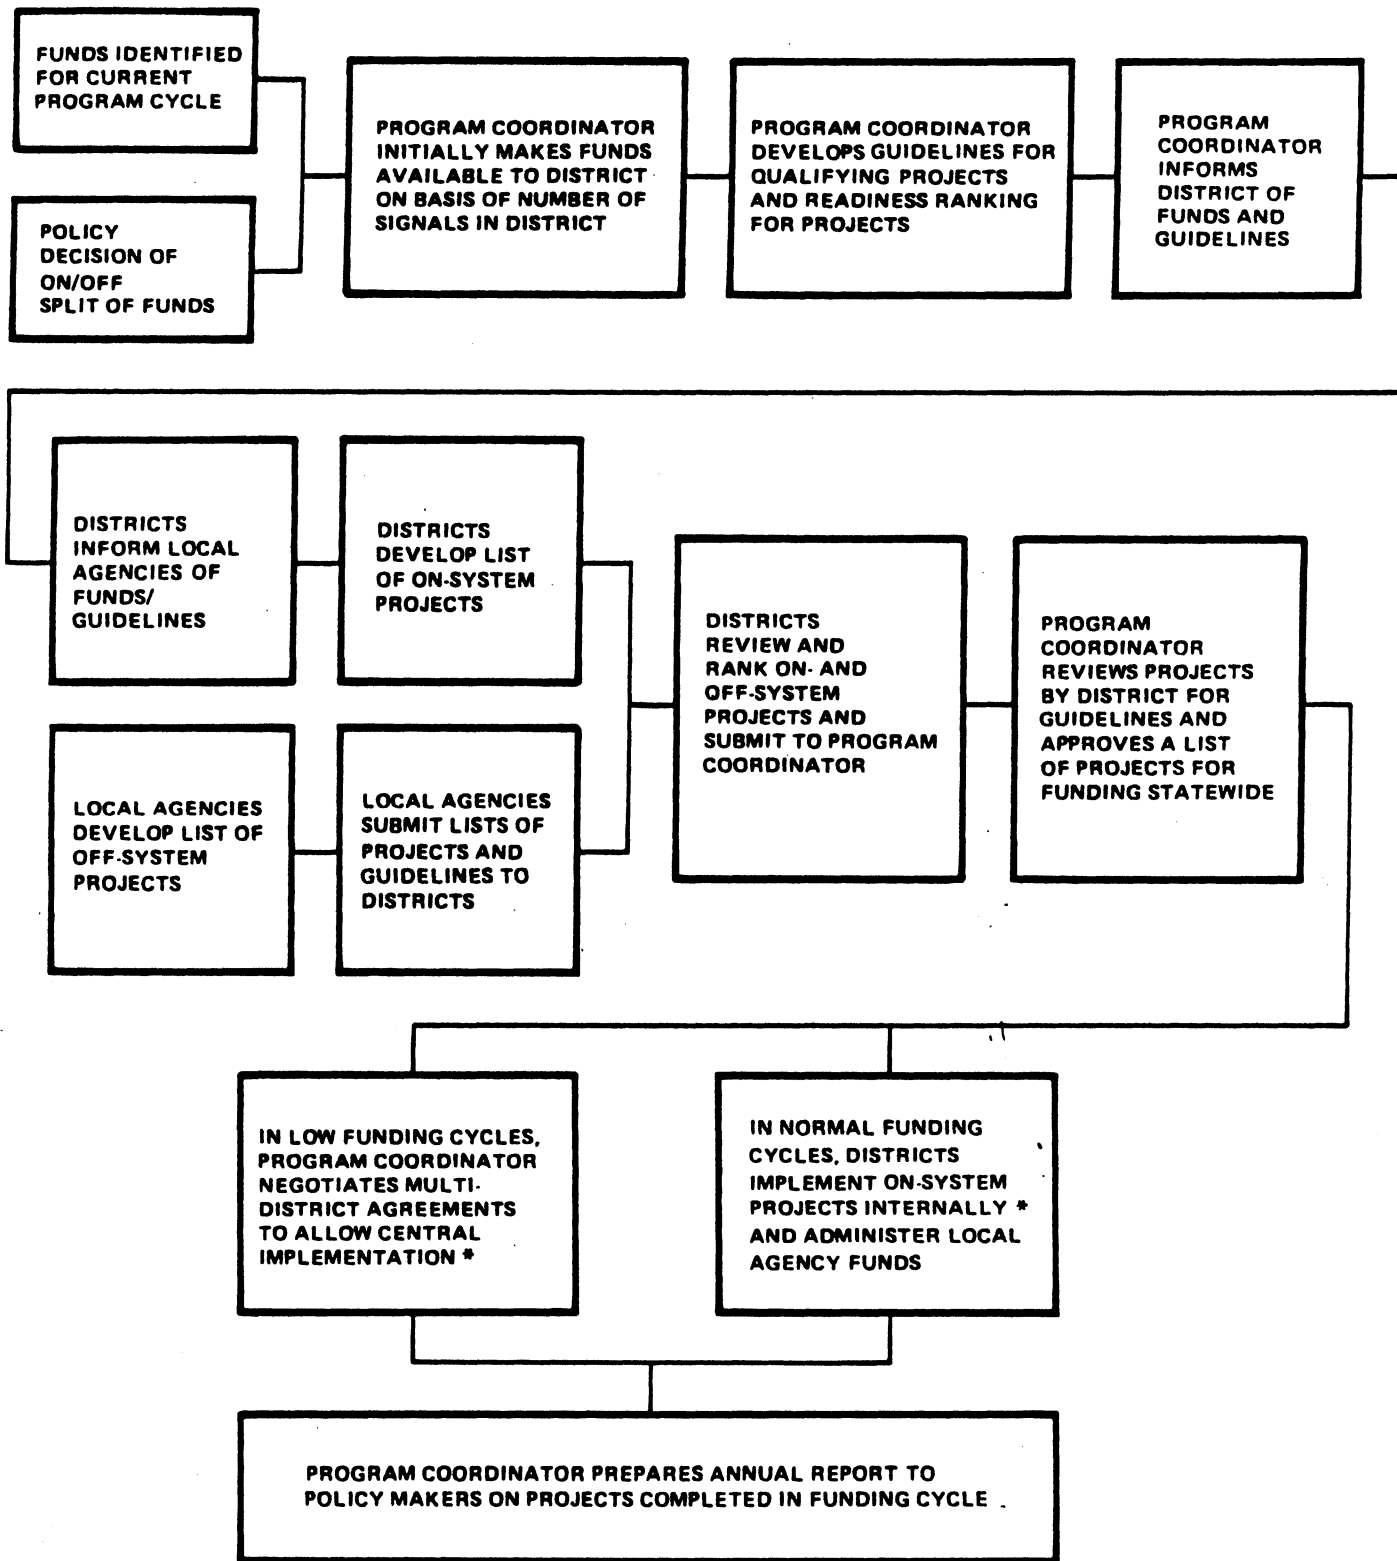 FUNDS IDENTIFIED
FOR CURRENT
PROGRAM CYCLE
POLICY
DECISION OF
ON/OFF
SPLIT OF FUNDS
PROGRAM COORDINATOR
INITIALLY MAKES FUNDS
AVAILABLE TO DISTRICT
ON BASIS OF NUMBER OF
SIGNALS IN DISTRICT
PROGRAM COORDINATOR
DEVELOPS GUIDELINES FOR
QUALIFYING PROJECTS
AND READINESS RANKING
FOR PROJECTS
PROGRAM
COORDINATOR
INFORMS
DISTRICT OF
FUNDS AND
GUIDELINES
DISTRICTS
INFORM LOCAL
AGENCIES OF
FUNDS/
GUIDELINES
DISTRICTS
DEVELOP LIST
OF ON-SYSTEM
PROJECTS
LOCAL AGENCIES
DEVELOP LIST OF
OFF-SYSTEM
PROJECTS
LOCAL AGENCIES
SUBMIT LISTS OF
PROJECTS AND
GUIDELINES TO
DISTRICTS
DISTRICTS
REVIEW AND
RANK ON- AND
OFF-SYSTEM
PROJECTS AND
SUBMIT TO PROGRAM
COORDINATOR
PROGRAM
COORDINATOR
REVIEWS PROJECTS
BY DISTRICT FOR
GUIDELINES AND
APPROVES A LIST
OF PROJECTS FOR
FUNDING STATEWIDE
IN LOW FUNDING CYCLES,
PROGRAM COORDINATOR
NEGOTIATES MULTI-
DISTRICT AGREEMENTS
TO ALLOW CENTRAL
IMPLEMENTATION *
IN NORMAL FUNDING
CYCLES, DISTRICTS
IMPLEMENT ON-SYSTEM
PROJECTS INTERNALLY *
AND ADMINISTER LOCAL
AGENCY FUNDS
PROGRAM COORDINATOR PREPARES ANNUAL REPORT TO
POLICY MAKERS ON PROJECTS COMPLETED IN FUNDING CYCLE